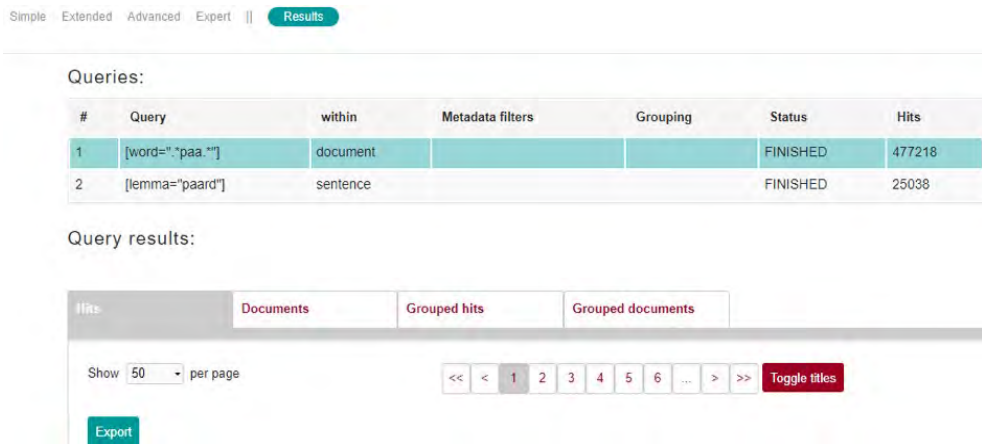 Simple Extended Advanced Expert || Results
Queries:
# Query within Metadata filters Grouping Status Hits
1 [word=".*paa.*"] document FINISHED 477218
2 [lemma="paard"] sentence FINISHED 25038
Query results:
Hits Documents Grouped hits Grouped documents
Show 50 per page << < 1 2 3 4 5 6 ... > >> Toggle titles
Export